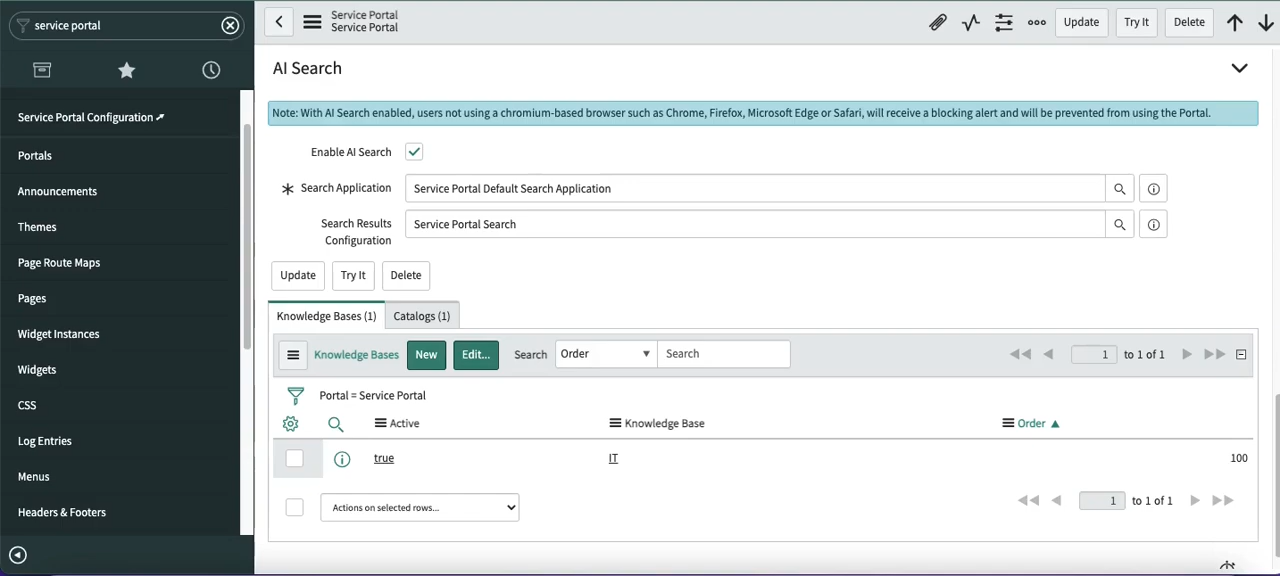 service portal
Service Portal Configuration
Portals
Announcements
Themes
Page Route Maps
Pages
Widget Instances
Widgets
CSS
Log Entries
Menus
Headers & Footers
Service Portal
Service Portal
Update Try It Delete
AI Search
Note: With AI Search enabled, users not using a chromium-based browser such as Chrome, Firefox, Microsoft Edge or Safari, will receive a blocking alert and will be prevented from using the Portal.
Enable AI Search
Search Application Service Portal Default Search Application
Search Results
Configuration
Service Portal Search
Update Try It Delete
Knowledge Bases (1) Catalogs (1)
Knowledge Bases New Edit... Search Order Search 1 to 1 of 1
Portal = Service Portal
Active Knowledge Base Order
true IT 100
Actions on selected rows... 1 to 1 of 1